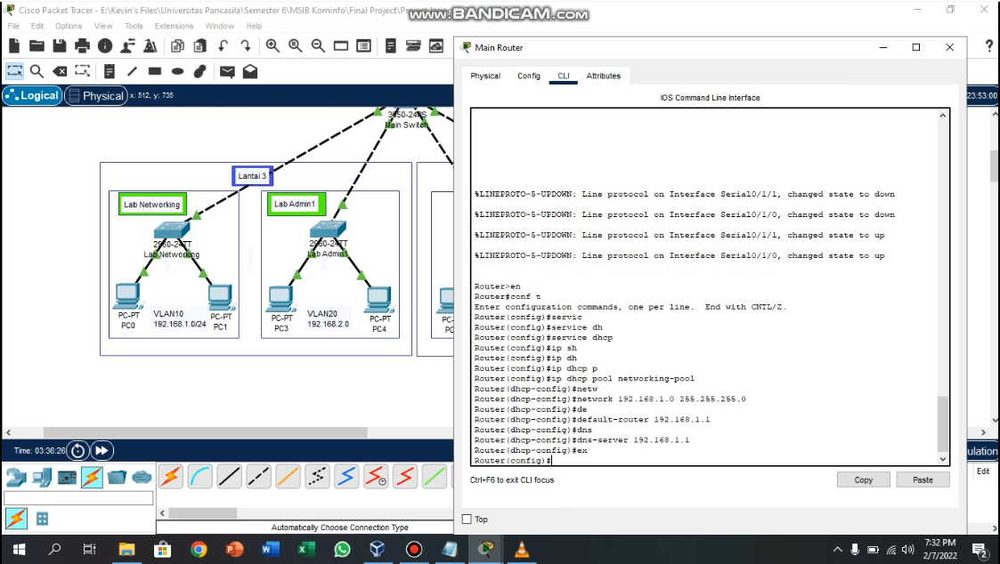 Cisco Packet Tracer - E:\Kevin's Files\Universitas Pancasila\Semester 6\MSIB Kominfo\Final Project\
www.BANDICAM.com
File Edit Options View Tools Extensions Window Help
Main Router
Physical Config CLI Attributes
Logical Physical x: 512, y: 735
23:53:00
IOS Command Line Interface
3650-24PS
Main Switch
Lantai 3
Lab Networking
Lab Admin1
2960-24TT
Lab Networking
2960-24TT
Lab Admin1
PC-PT
PC0
VLAN10
192.168.1.0/24
PC-PT
PC1
PC-PT
PC3
VLAN20
192.168.2.0
PC-PT
PC4
%LINEPROTO-5-UPDOWN: Line protocol on Interface Serial0/1/1, changed state to down
%LINEPROTO-5-UPDOWN: Line protocol on Interface Serial0/1/0, changed state to down
%LINEPROTO-5-UPDOWN: Line protocol on Interface Serial0/1/1, changed state to up
%LINEPROTO-5-UPDOWN: Line protocol on Interface Serial0/1/0, changed state to up
Router>en
Router#conf t
Enter configuration commands, one per line. End with CNTL/Z.
Router(config)#servic
Router(config)#service dh
Router(config)#service dhcp
Router(config)#ip sh
Router(config)#ip dh
Router(config)#ip dhcp p
Router(config)#ip dhcp pool networking-pool
Router(dhcp-config)#netw
Router(dhcp-config)#network 192.168.1.0 255.255.255.0
Router(dhcp-config)#de
Router(dhcp-config)#default-router 192.168.1.1
Router(dhcp-config)#dns
Router(dhcp-config)#dns-server 192.168.1.1
Router(dhcp-config)#ex
Router(config)#
Ctrl+F6 to exit CLI focus
Copy Paste
Top
Time: 03:36:26
ulation
Edit
Automatically Choose Connection Type
7:32 PM
2/7/2022
2